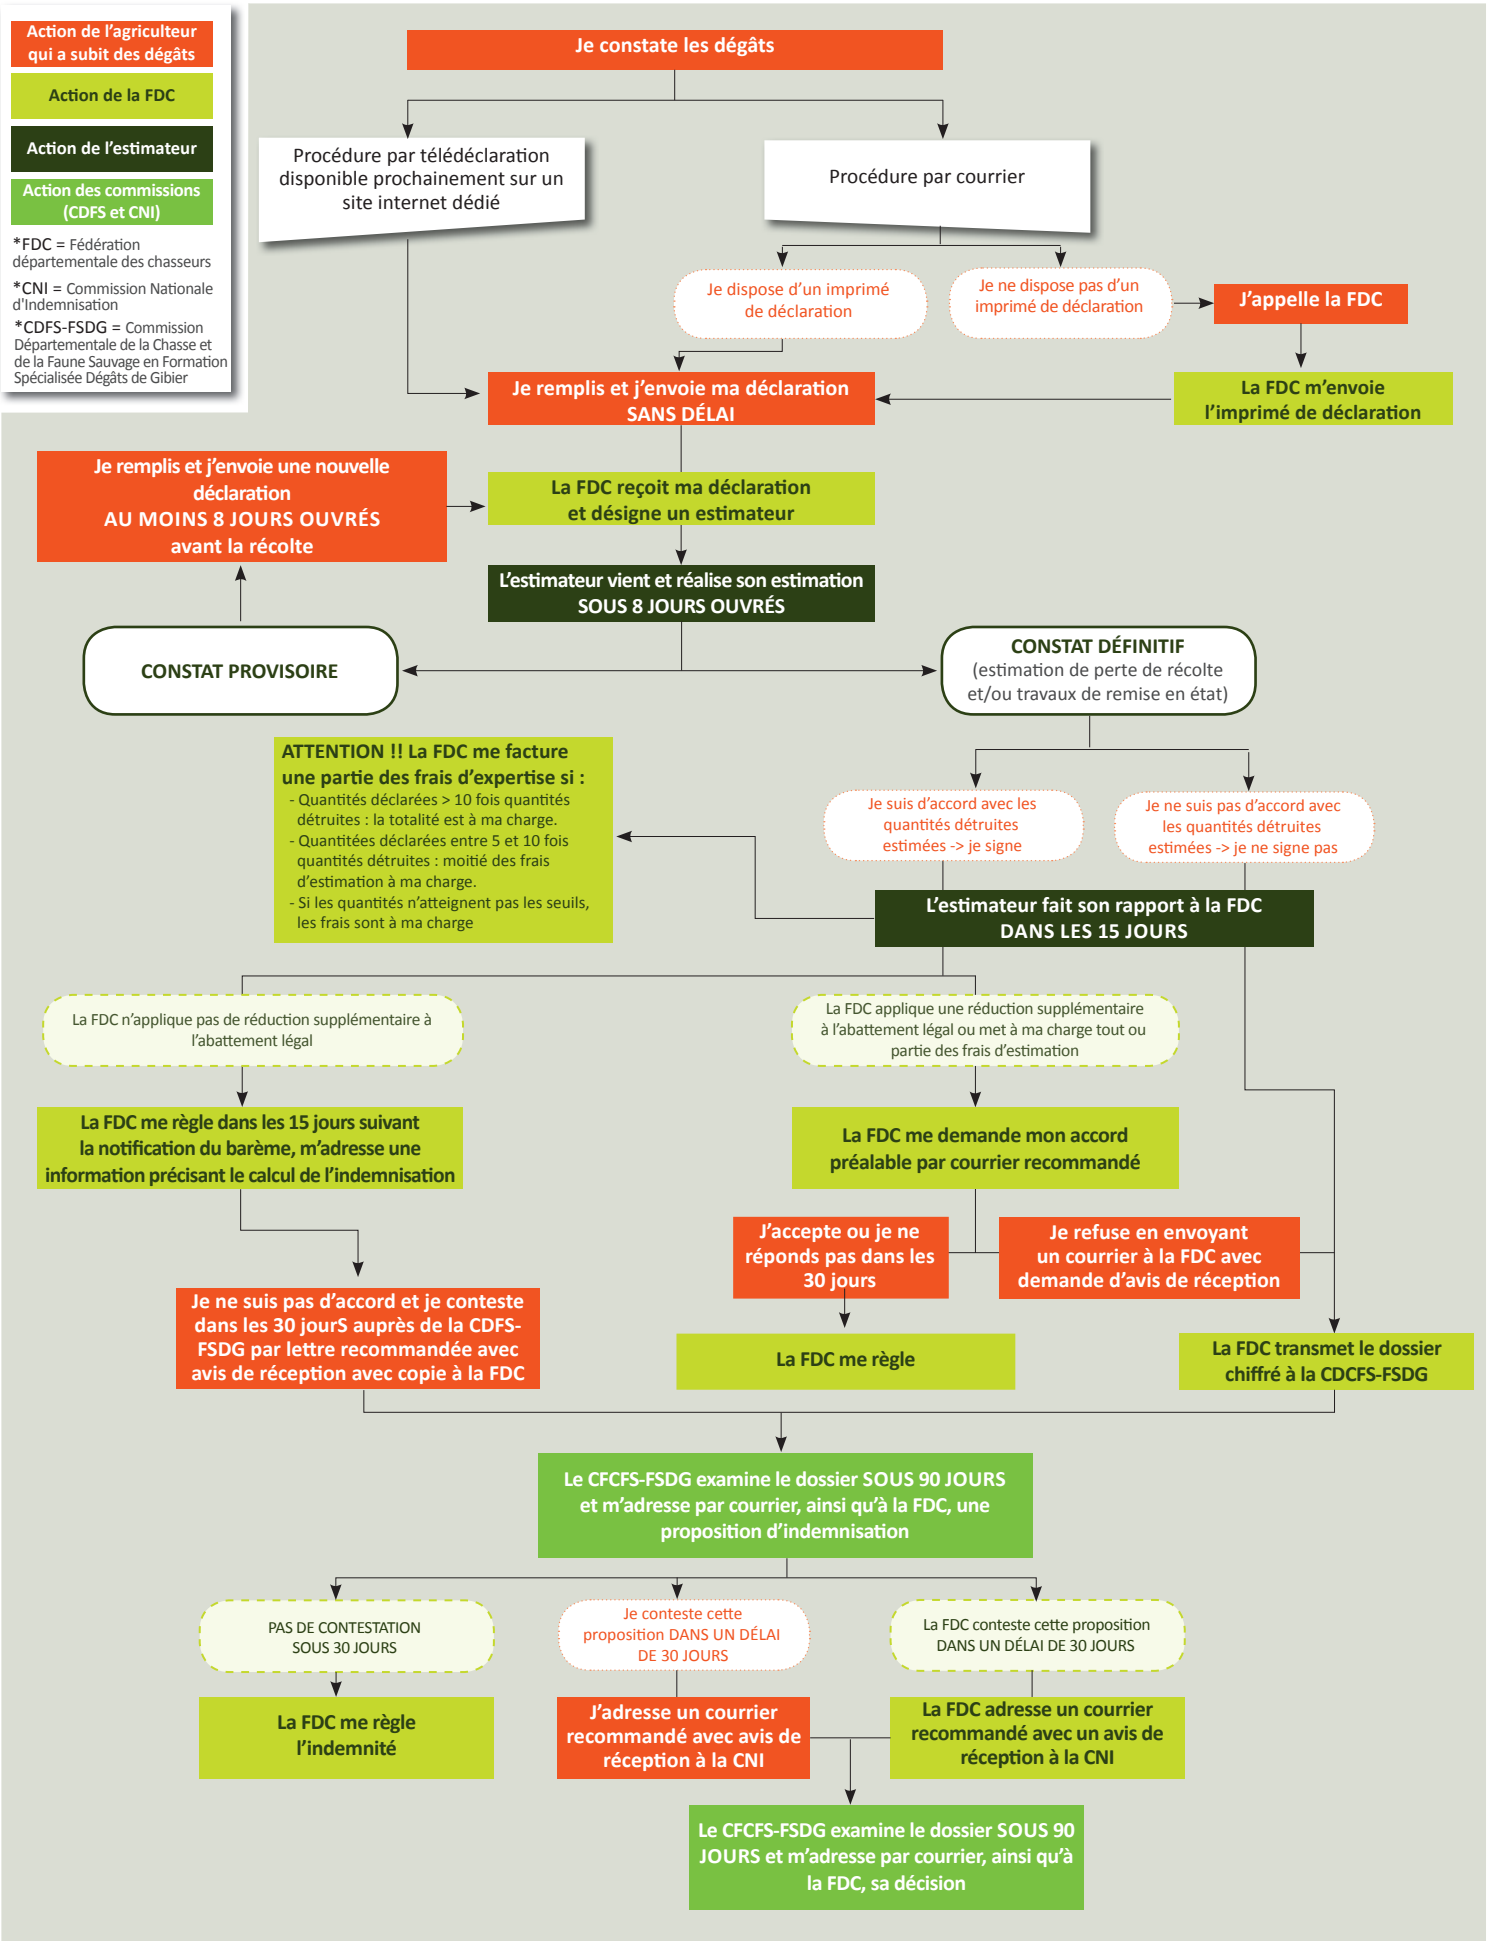 Action de l'agriculteur
qui a subit des dégâts
Action de la FDC
Action de l'estimateur
Action des commissions
(CDFS et CNI)
*FDC = Fédération
départementale des chasseurs
*CNI = Commission Nationale
d'Indemnisation
*CDFS-FSDG = Commission
Départementale de la Chasse et
de la Faune Sauvage en Formation
Spécialisée Dégâts de Gibier
Je constate les dégâts
Procédure par télédéclaration
disponible prochainement sur un
site internet dédié
Procédure par courrier
Je dispose d'un imprimé
de déclaration
Je ne dispose pas d'un
imprimé de déclaration
J'appelle la FDC
Je remplis et j'envoie ma déclaration
SANS DÉLAI
La FDC m'envoie
l'imprimé de déclaration
Je remplis et j'envoie une nouvelle
déclaration
AU MOINS 8 JOURS OUVRÉS
avant la récolte
La FDC reçoit ma déclaration
et désigne un estimateur
L'estimateur vient et réalise son estimation
SOUS 8 JOURS OUVRÉS
CONSTAT PROVISOIRE
CONSTAT DÉFINITIF
(estimation de perte de récolte
et/ou travaux de remise en état)
ATTENTION !! La FDC me facture
une partie des frais d'expertise si :
- Quantités déclarées > 10 fois quantités
détruites : la totalité est à ma charge.
- Quantitées déclarées entre 5 et 10 fois
quantités détruites : moitié des frais
d'estimation à ma charge.
- Si les quantités n'atteignent pas les seuils,
les frais sont à ma charge
Je suis d'accord avec les
quantités détruites
estimées -> je signe
Je ne suis pas d'accord avec
les quantités détruites
estimées -> je ne signe pas
L'estimateur fait son rapport à la FDC
DANS LES 15 JOURS
La FDC n'applique pas de réduction supplémentaire à
l'abattement légal
La FDC applique une réduction supplémentaire
à l'abattement légal ou met à ma charge tout ou
partie des frais d'estimation
La FDC me règle dans les 15 jours suivant
la notification du barème, m'adresse une
information précisant le calcul de l'indemnisation
La FDC me demande mon accord
préalable par courrier recommandé
J'accepte ou je ne
réponds pas dans les
30 jours
Je refuse en envoyant
un courrier à la FDC avec
demande d'avis de réception
Je ne suis pas d'accord et je conteste
dans les 30 jourS auprès de la CDFS-
FSDG par lettre recommandée avec
avis de réception avec copie à la FDC
La FDC me règle
La FDC transmet le dossier
chiffré à la CDCFS-FSDG
Le CFCFS-FSDG examine le dossier SOUS 90 JOURS
et m'adresse par courrier, ainsi qu'à la FDC, une
proposition d'indemnisation
PAS DE CONTESTATION
SOUS 30 JOURS
Je conteste cette
proposition DANS UN DÉLAI
DE 30 JOURS
La FDC conteste cette proposition
DANS UN DÉLAI DE 30 JOURS
La FDC me règle
l'indemnité
J'adresse un courrier
recommandé avec avis de
réception à la CNI
La FDC adresse un courrier
recommandé avec un avis de
réception à la CNI
Le CFCFS-FSDG examine le dossier SOUS 90
JOURS et m'adresse par courrier, ainsi qu'à
la FDC, sa décision